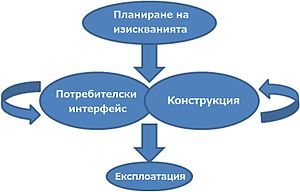 Планиране на
изискванията
Потребителски
интерфейс
Конструкция
Експлоатация